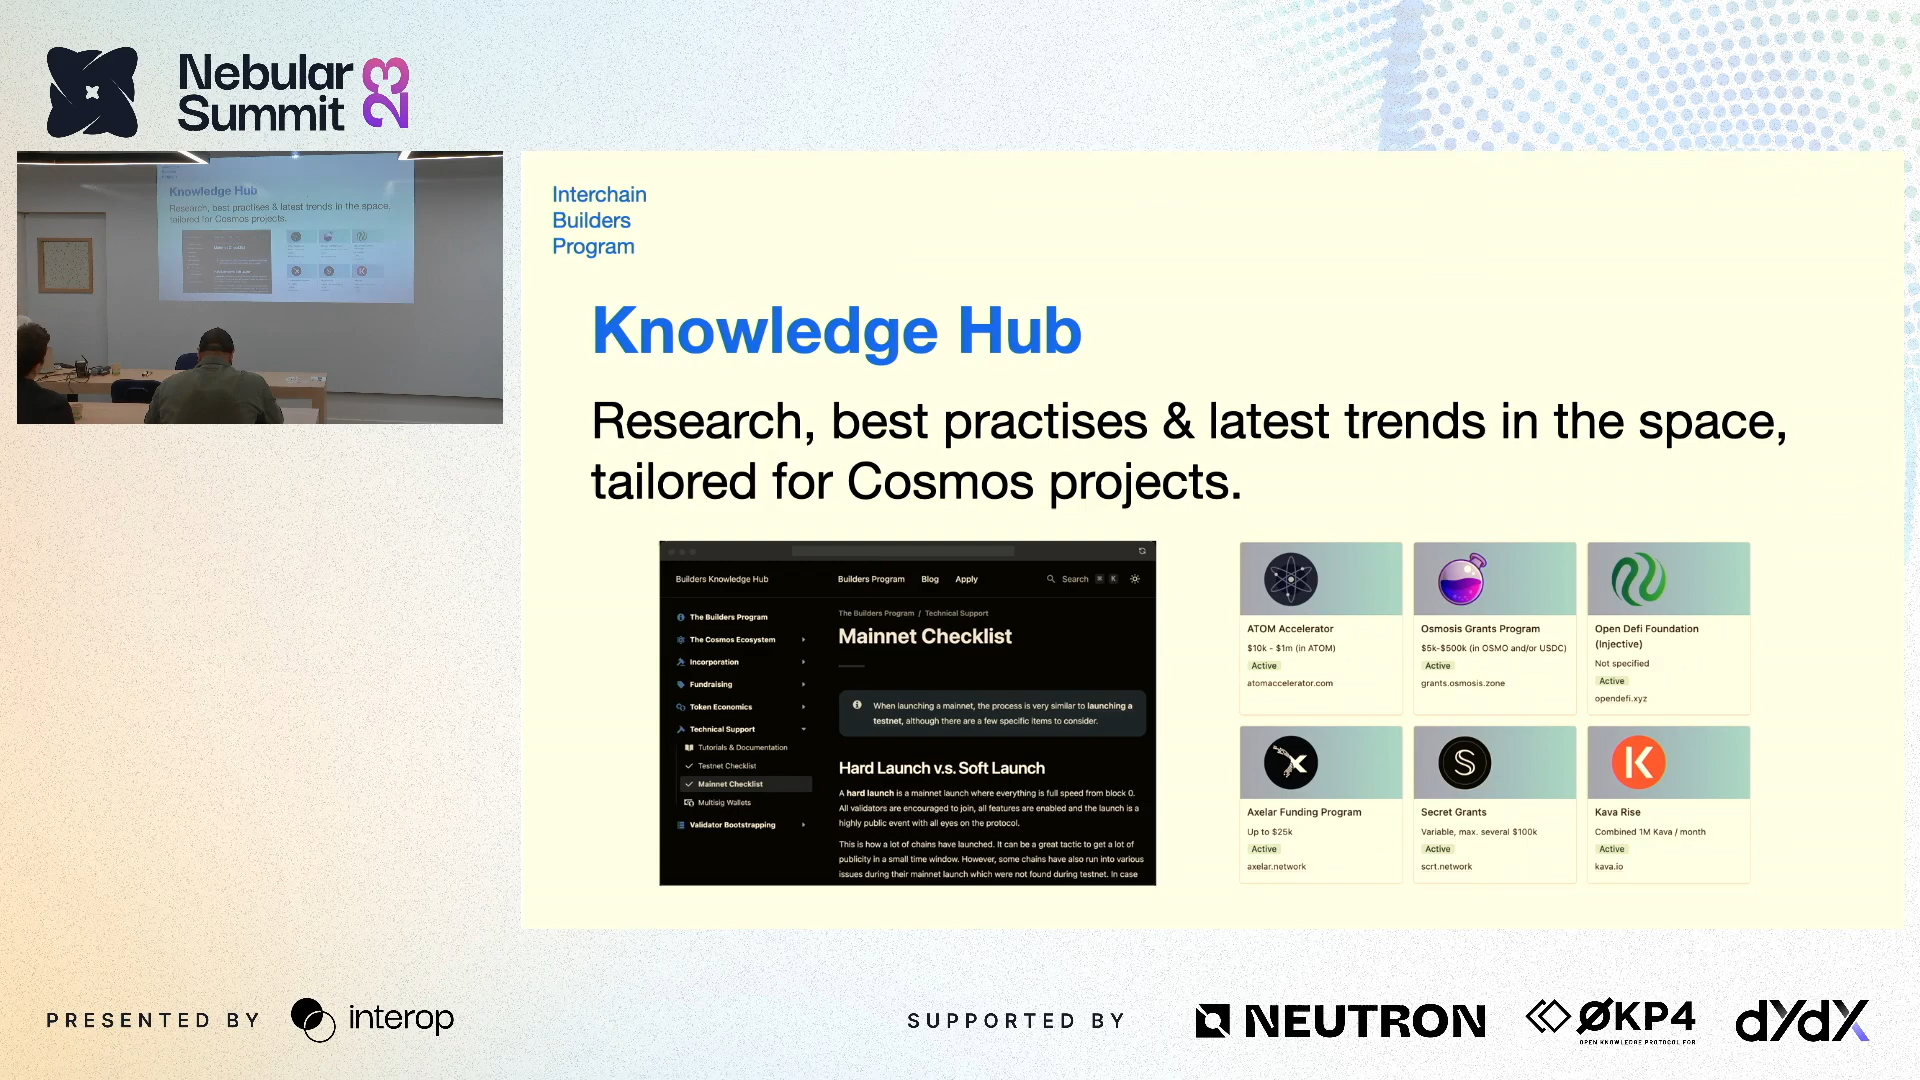 Nebular
Summit
23
Knowledge Hub
Research, best practises & latest trends in the space,
tailored for Cosmos projects.
Interchain
Builders
Program
Knowledge Hub
Research, best practises & latest trends in the space,
tailored for Cosmos projects.
Builders Knowledge Hub
Builders Program
Blog
Apply
Search
⌘
K
The Builders Program
The Cosmos Ecosystem
Incorporation
Fundraising
Token Economics
Technical Support
Tutorials & Documentation
Testnet Checklist
Mainnet Checklist
Multisig Wallets
Validator Bootstrapping
The Builders Program / Technical Support
Mainnet Checklist
When launching a mainnet, the process is very similar to launching a
testnet, although there are a few specific items to consider.
Hard Launch v.s. Soft Launch
A hard launch is a mainnet launch where everything is full speed from block 0.
All validators are encouraged to join, all features are enabled and the launch is a
highly public event with all eyes on the protocol.
This is how a lot of chains have launched. It can be a great tactic to get a lot of
publicity in a small time window. However, some chains have also run into various
issues during their mainnet launch which were not found during testnet. In case
ATOM Accelerator
$10k - $1m (in ATOM)
Active
atomaccelerator.com
Osmosis Grants Program
$5k-$500k (in OSMO and/or USDC)
Active
grants.osmosis.zone
Open Defi Foundation
(Injective)
Not specified
Active
opendefi.xyz
Axelar Funding Program
Up to $25k
Active
axelar.network
S
Secret Grants
Variable, max. several $100k
Active
scrt.network
K
Kava Rise
Combined 1M Kava / month
Active
kava.io
PRESENTED BY
interop
SUPPORTED BY
NEUTRON
ØKP4
OPEN KNOWLEDGE PROTOCOL FOR
dYdX